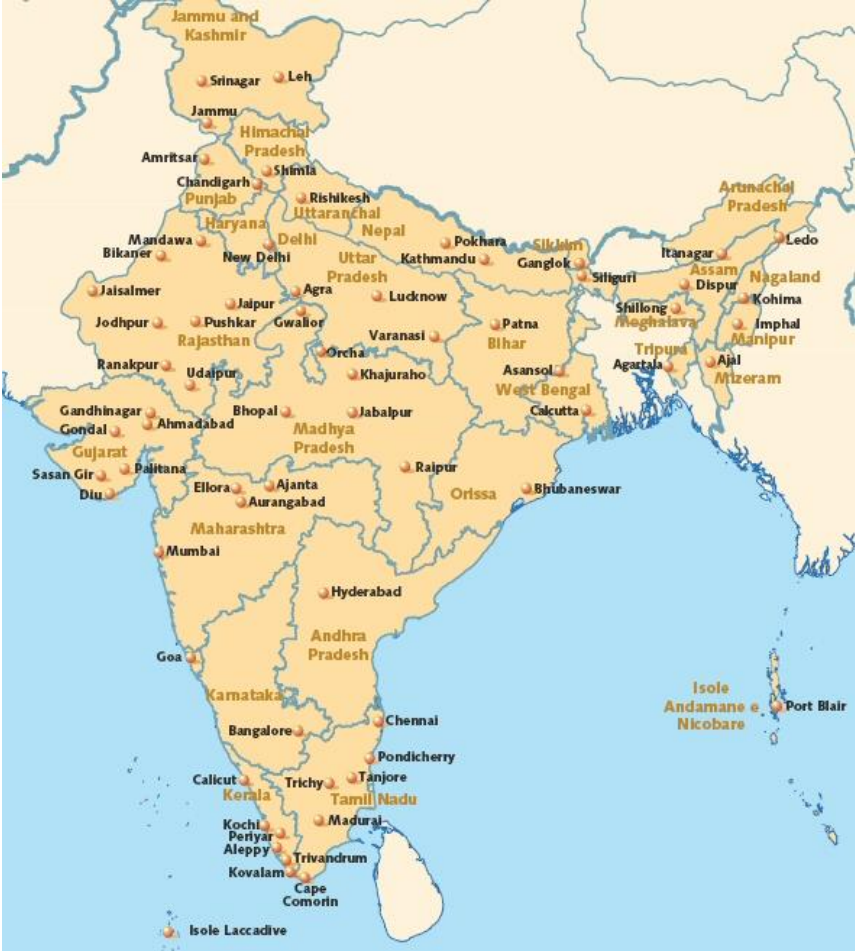 Jammu and
Kashmir
Srinagar
Leh
Jammu
Himachal
Pradesh
Amritsar
Shimla
Chandigarh
Punjab
Rishikesh
Uttaranchal
Arunachal
Pradesh
Haryana
Nepal
Mandawa
Delhi
Pokhara
Sikkim
Itanagar
Ledo
Bikaner
New Delhi
Kathmandu
Ganglok
Uttar
Pradesh
Siliguri
Assam
Dispur
Nagaland
Jaisalmer
Agra
Lucknow
Kohima
Jaipur
Shillong
Meghalava
Jodhpur
Pushkar
Gwalior
Patna
Imphal
Rajasthan
Varanasi
Bihar
Manipur
Orcha
Tripura
Ranakpur
Udaipur
Khajuraho
Asansol
Agartala
Ajal
Mizeram
West Bengal
Gandhinagar
Bhopal
Jabalpur
Calcutta
Gondal
Ahmadabad
Madhya
Pradesh
Gujarat
Sasan Gir
Palitana
Raipur
Diu
Ellora
Ajanta
Orissa
Bhubaneswar
Aurangabad
Maharashtra
Mumbai
Hyderabad
Andhra
Pradesh
Goa
Karnataka
Isole
Andamane e
Nicobare
Port Blair
Chennai
Bangalore
Pondicherry
Calicut
Trichy
Tanjore
Kerala
Tamil Nadu
Kochi
Madurai
Periyar
Aleppy
Trivandrum
Kovalam
Cape
Comorin
Isole Laccadive